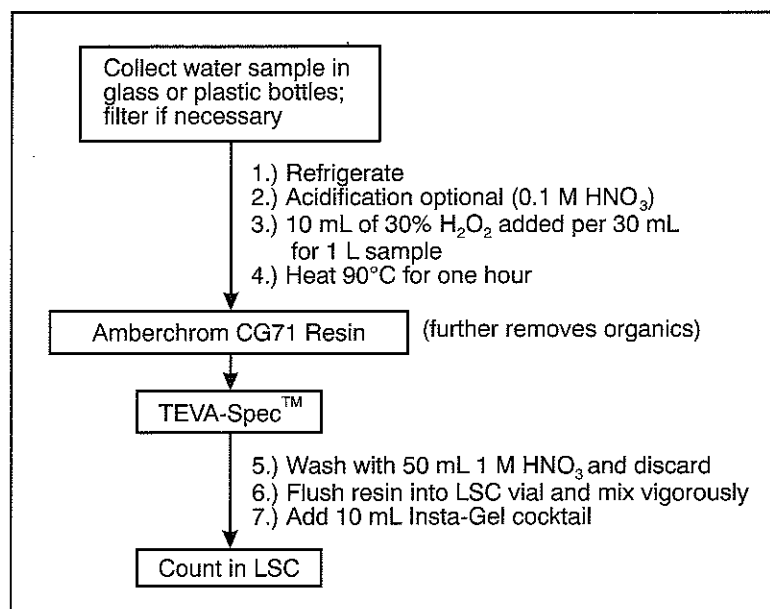 Collect water sample in
glass or plastic bottles;
filter if necessary
1.) Refrigerate
2.) Acidification optional (0.1 M HNO₃)
3.) 10 mL of 30% H₂O₂ added per 30 mL
for 1 L sample
4.) Heat 90°C for one hour
Amberchrom CG71 Resin (further removes organics)
TEVA-Spec™
5.) Wash with 50 mL 1 M HNO₃ and discard
6.) Flush resin into LSC vial and mix vigorously
7.) Add 10 mL Insta-Gel cocktail
Count in LSC